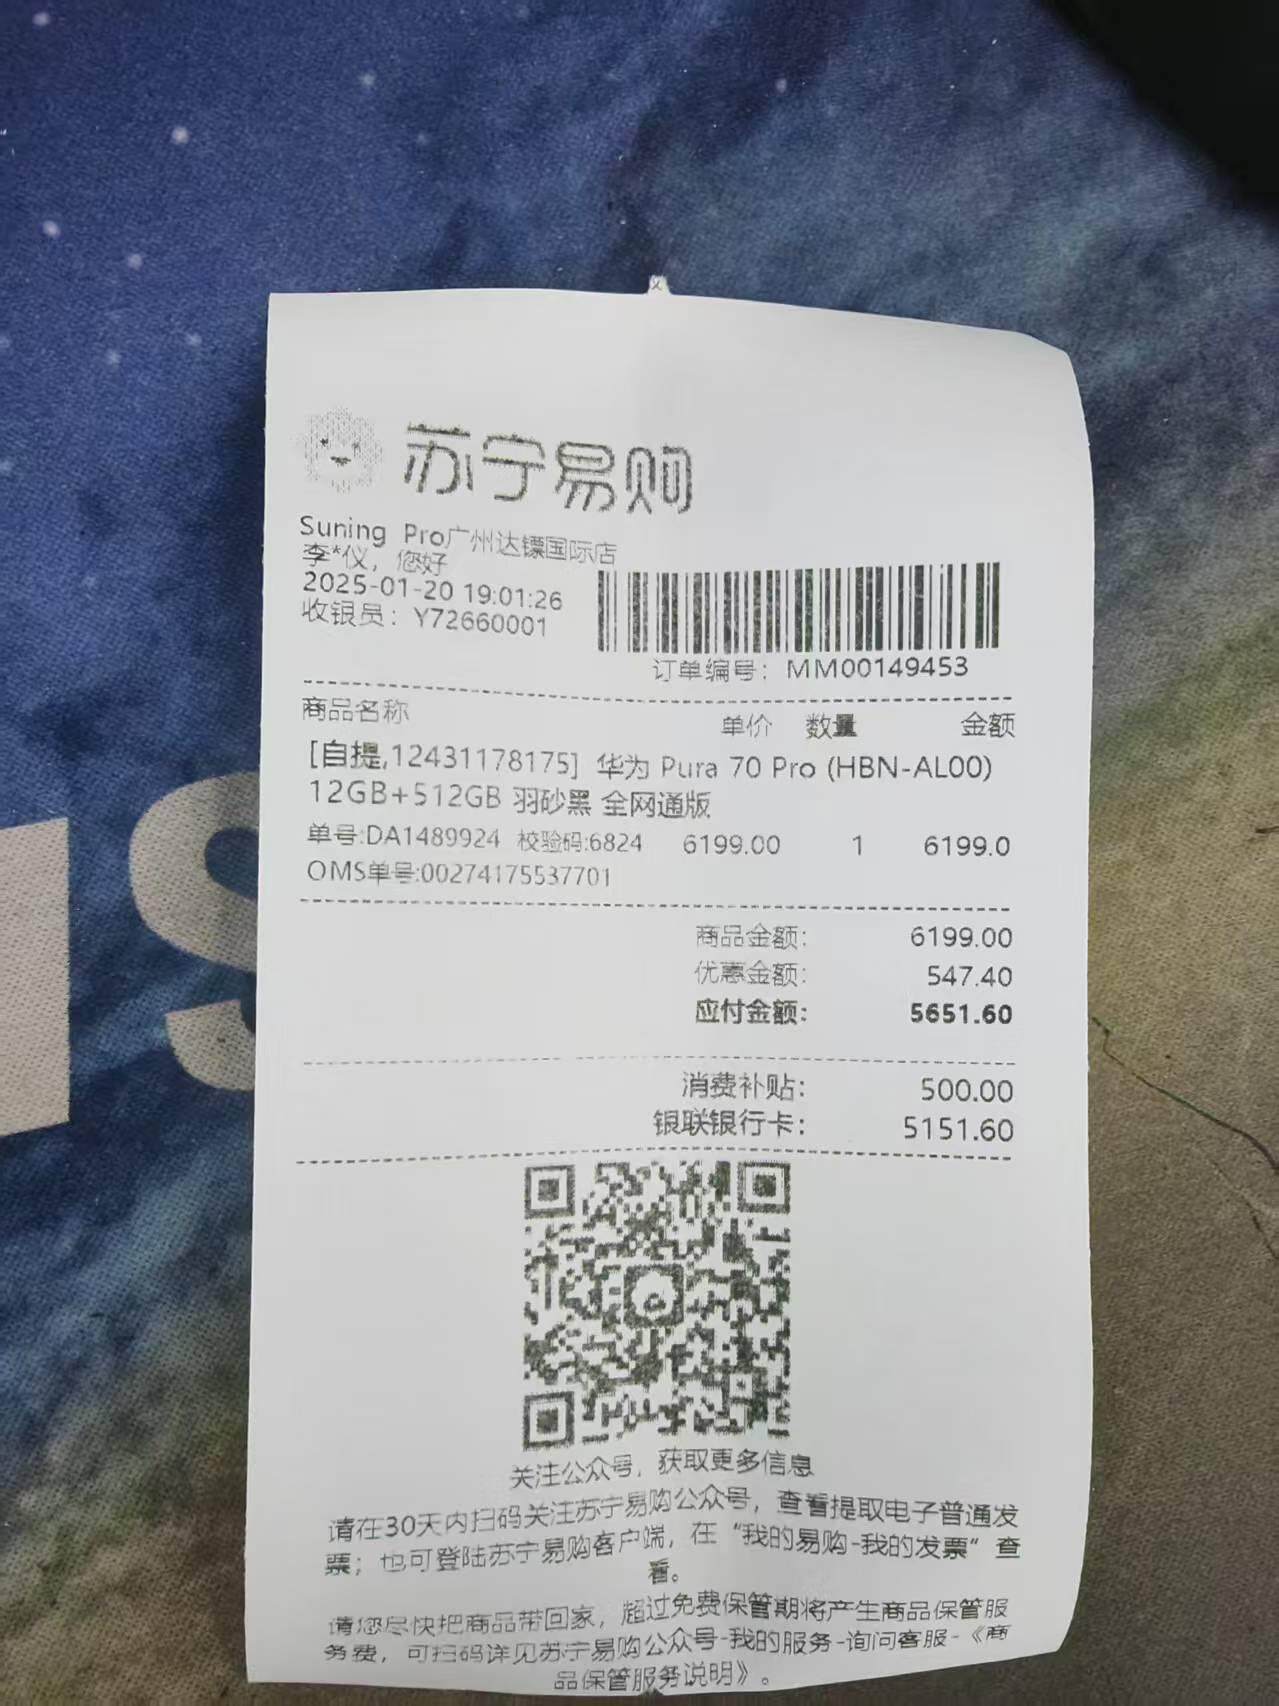 苏宁易购
Suning Pro广州达镖国际店
李*仪，您好
2025-01-20 19:01:26
收银员：Y72660001
订单编号：MM00149453
商品名称 单价 数量 金额
[自提,12431178175] 华为 Pura 70 Pro (HBN-AL00)
12GB+512GB 羽砂黑 全网通版
单号:DA1489924 校验码:6824 6199.00 1 6199.0
OMS单号:00274175537701
商品金额： 6199.00
优惠金额： 547.40
应付金额： 5651.60
消费补贴： 500.00
银联银行卡： 5151.60
关注公众号，获取更多信息
请在30天内扫码关注苏宁易购公众号，查看提取电子普通发
票；也可登陆苏宁易购客户端，在“我的易购-我的发票”查
看。
请您尽快把商品带回家，超过免费保管期将产生商品保管服
务费，可扫码详见苏宁易购公众号-我的服务-询问客服-《商
品保管服务说明》。